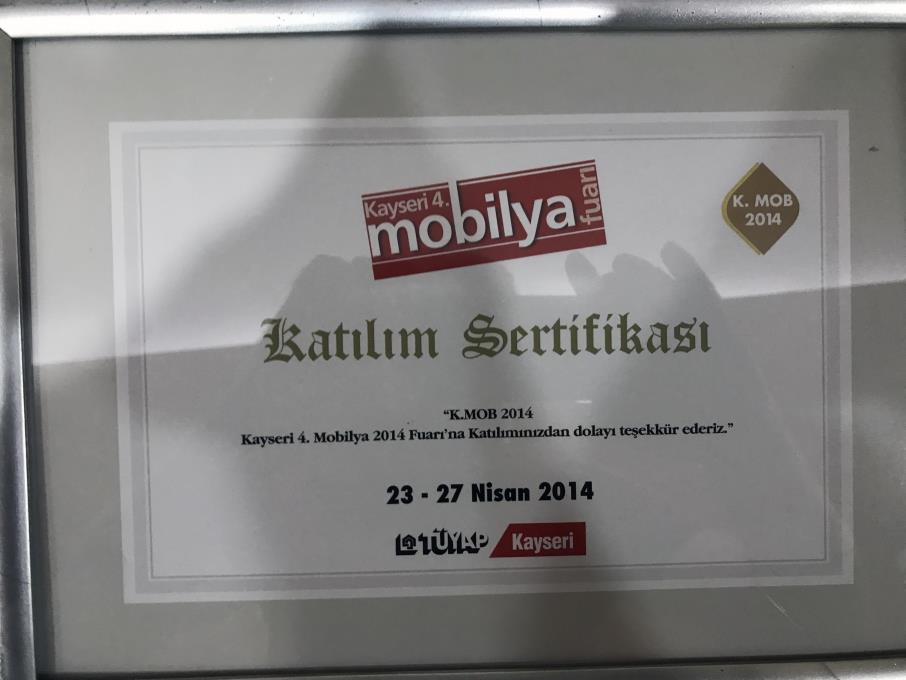 Kayseri 4.
mobilya
fuarı
K. MOB
2014
Katılım Sertifikası
“K.MOB 2014
Kayseri 4. Mobilya 2014 Fuarı'na Katılımınızdan dolayı teşekkür ederiz.”
23 - 27 Nisan 2014
TÜYAP Kayseri